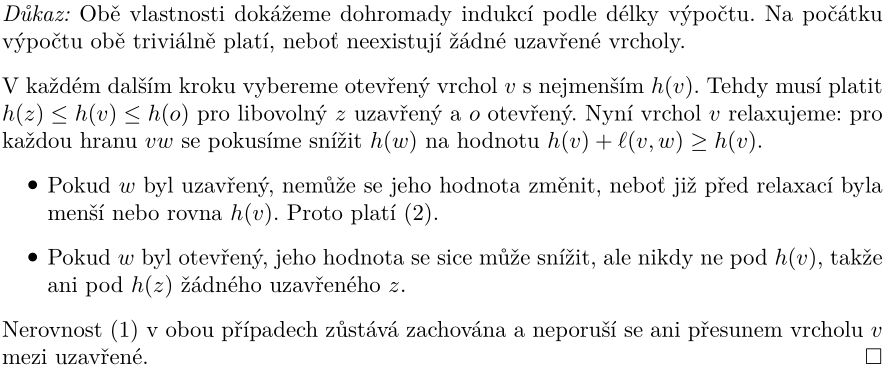 Důkaz: Obě vlastnosti dokážeme dohromady indukcí podle délky výpočtu. Na počátku
výpočtu obě triviálně platí, neboť neexistují žádné uzavřené vrcholy.
V každém dalším kroku vybereme otevřený vrchol v s nejmenším h(v). Tehdy musí platit
h(z) ≤ h(v) ≤ h(o) pro libovolný z uzavřený a o otevřený. Nyní vrchol v relaxujeme: pro
každou hranu vw se pokusíme snížit h(w) na hodnotu h(v) + ℓ(v, w) ≥ h(v).
• Pokud w byl uzavřený, nemůže se jeho hodnota změnit, neboť již před relaxací byla
menší nebo rovna h(v). Proto platí (2).
• Pokud w byl otevřený, jeho hodnota se sice může snížit, ale nikdy ne pod h(v), takže
ani pod h(z) žádného uzavřeného z.
Nerovnost (1) v obou případech zůstává zachována a neporuší se ani přesunem vrcholu v
mezi uzavřené. □